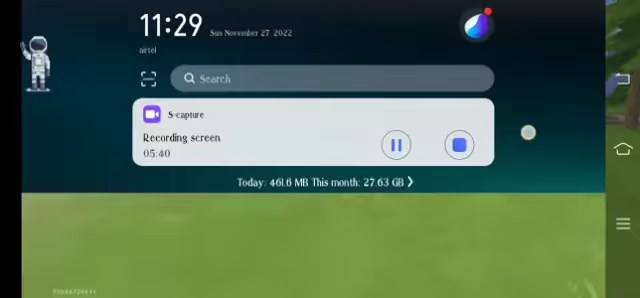 11:29 Sun November 27 2022
airtel
Search
S-capture
Recording screen
05:40
Today: 461.6 MB This month: 27.63 GB